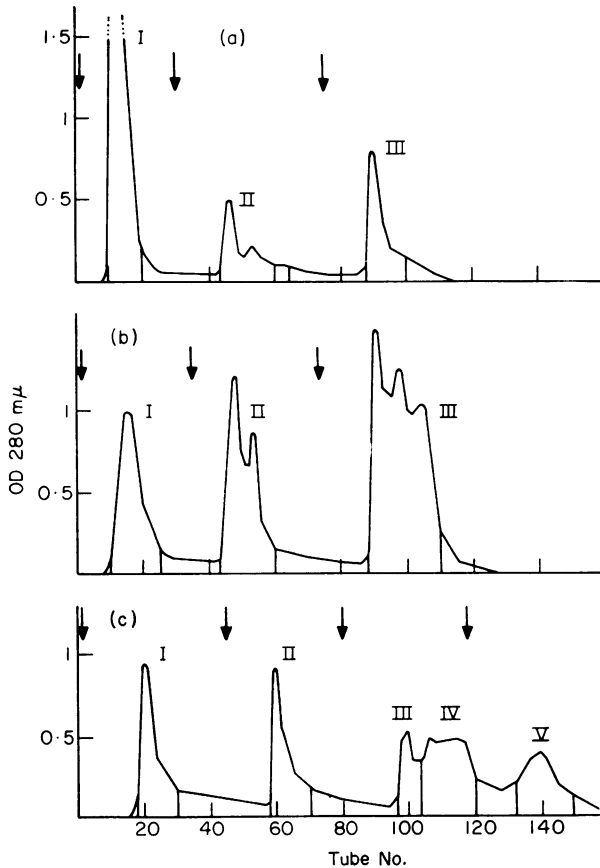 I
(a)
II
III
1·5
1
0·5
(b)
I
II
III
1
0·5
OD 280 mμ
(c)
I
II
III
IV
V
1
0·5
20 40 60 80 100 120 140
Tube No.